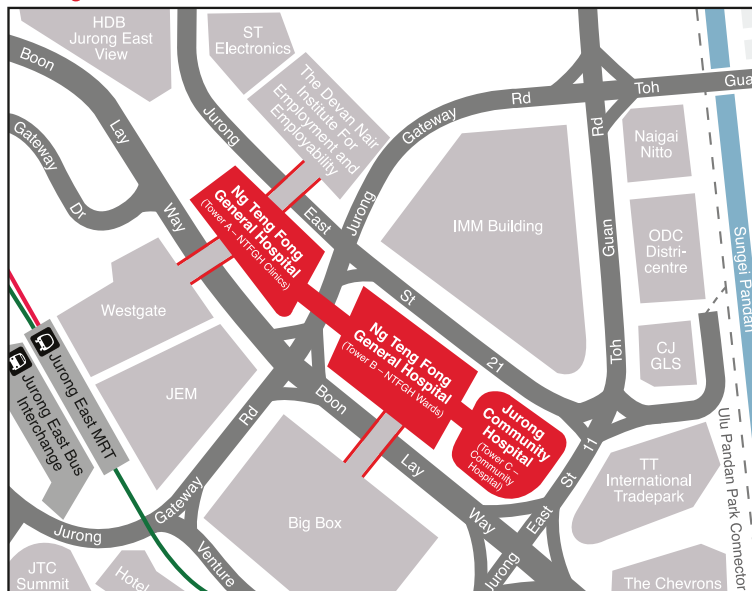 HDB
Jurong East
View
ST
Electronics
The Devan Nair
Institute For
Employment and
Employability
Boon
Lay
Way
Gateway
Dr
Jurong
East
St
21
Jurong
Gateway
Rd
Toh
Gua
Rd
Guan
Toh
Naigai
Nitto
ODC
Distri-
centre
CJ
GLS
Sungei Pandan
IMM Building
Ng Teng Fong
General Hospital
(Tower A – NTFGH Clinics)
Westgate
JEM
Jurong East MRT
Jurong East Bus
Interchange
Ng Teng Fong
General Hospital
(Tower B – NTFGH Wards)
Jurong
Community
Hospital
(Tower C –
Community
Hospital)
Boon
Lay
Way
Rd
Gateway
Jurong
Venture
Big Box
11
St
East
Jurong
TT
International
Tradepark
Ulu Pandan Park Connector
JTC
Summit
Hotel
The Chevrons